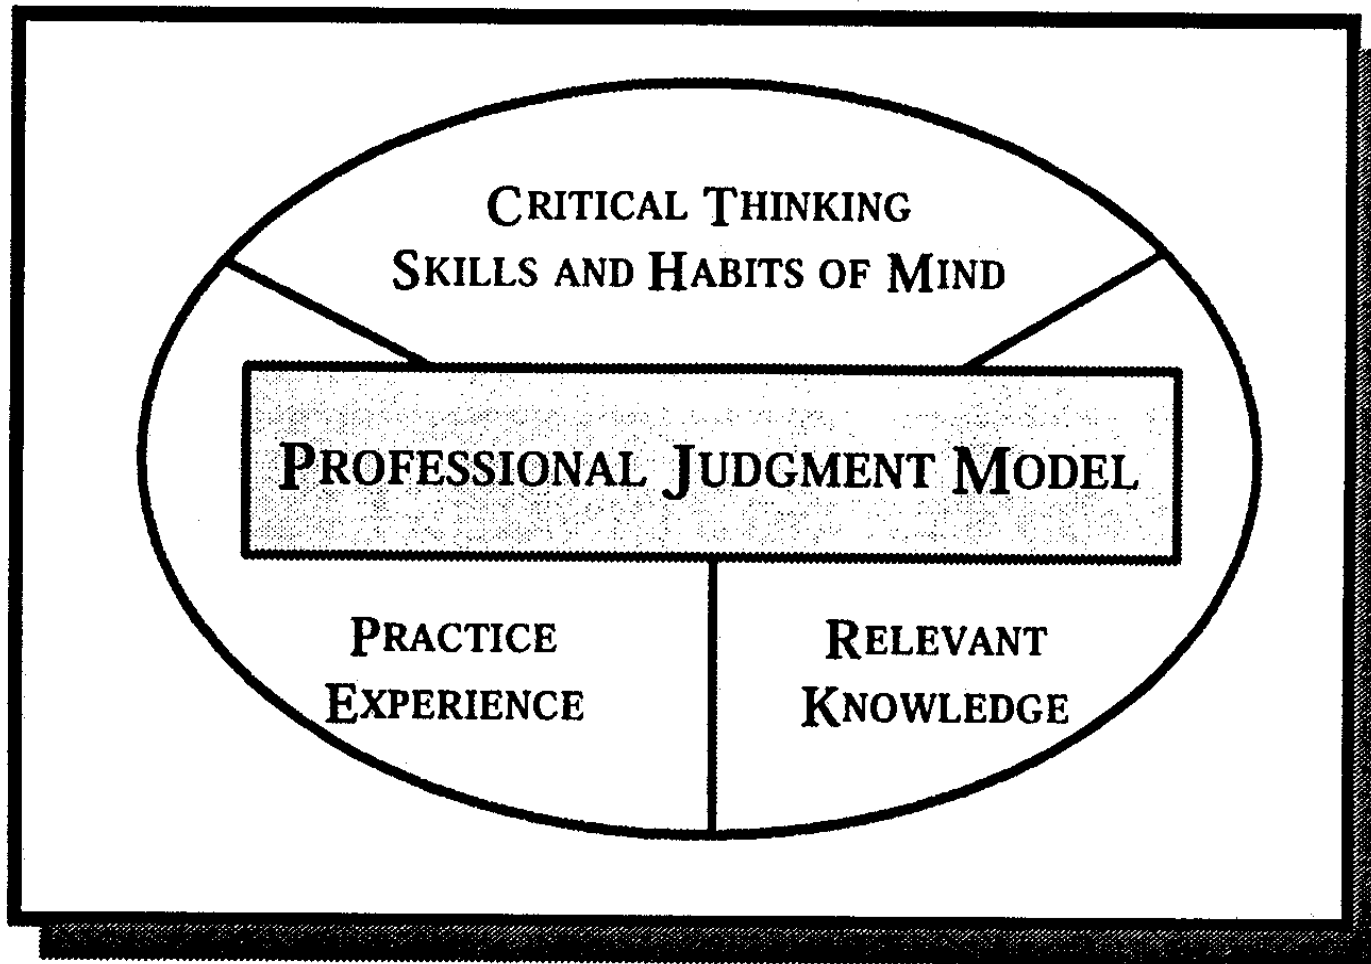 CRITICAL THINKING
SKILLS AND HABITS OF MIND
PROFESSIONAL JUDGMENT MODEL
PRACTICE
EXPERIENCE
RELEVANT
KNOWLEDGE